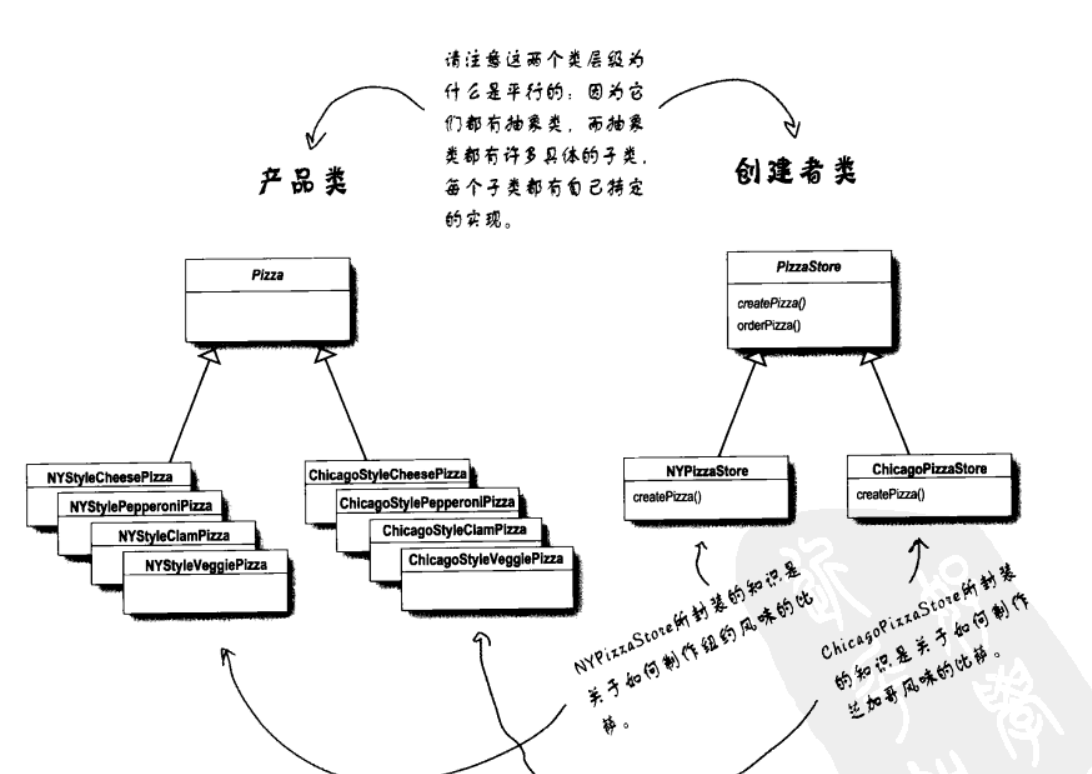 请注意这两个类层级为
什么是平行的：因为它
们都有抽象类，而抽象
类都有许多具体的子类，
每个子类都有自己特定
的实现。
产品类
创建者类
Pizza
PizzaStore
createPizza()
orderPizza()
NYStyleCheesePizza
NYStylePepperoniPizza
NYStyleClamPizza
NYStyleVeggiePizza
ChicagoStyleCheesePizza
ChicagoStylePepperoniPizza
ChicagoStyleClamPizza
ChicagoStyleVeggiePizza
NYPizzaStore
createPizza()
ChicagoPizzaStore
createPizza()
NYPizzaStore所封装的知识是
关于如何制作纽约风味的比
萨。
ChicagoPizzaStore所封装
的知识是关于如何制作
芝加哥风味的比萨。